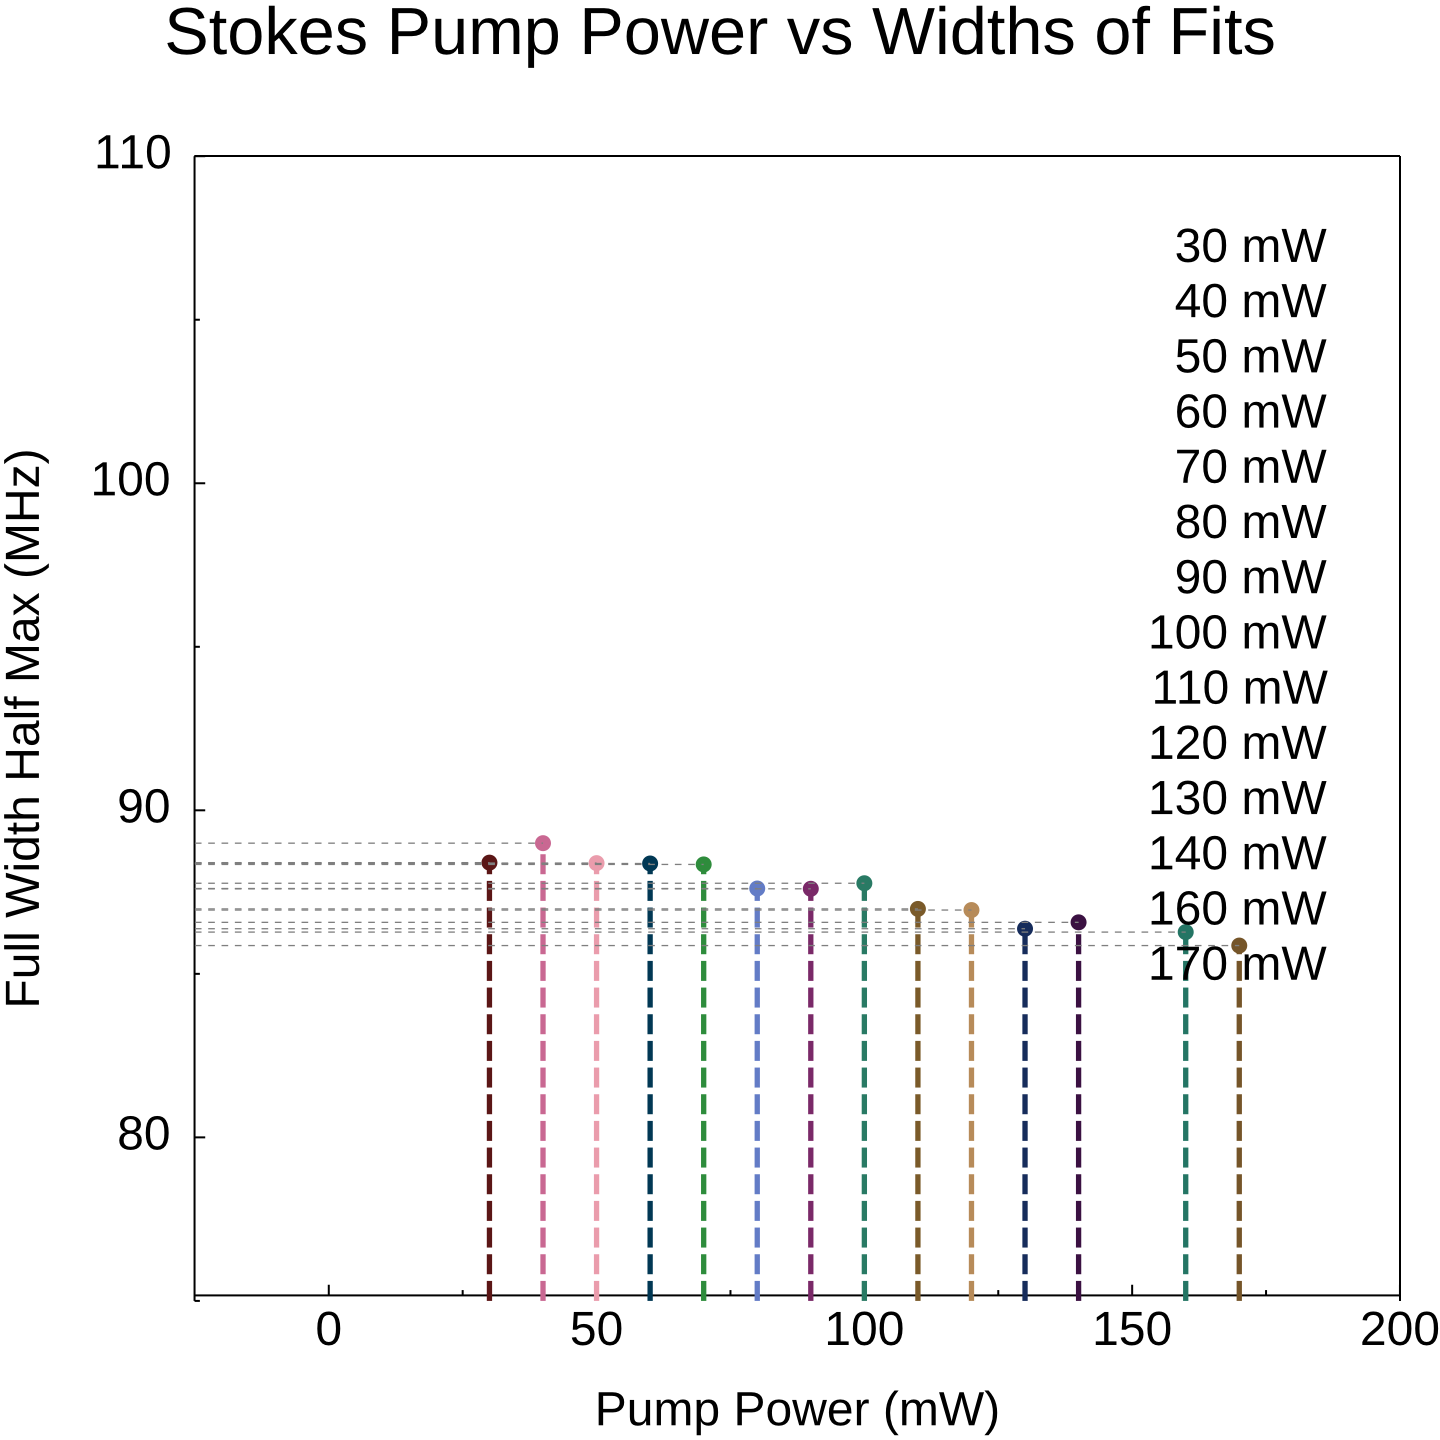 Stokes Pump Power vs Widths of Fits
110
100
90
80
Full Width Half Max (MHz)
30 mW
40 mW
50 mW
60 mW
70 mW
80 mW
90 mW
100 mW
110 mW
120 mW
130 mW
140 mW
160 mW
170 mW
0 50 100 150 200
Pump Power (mW)